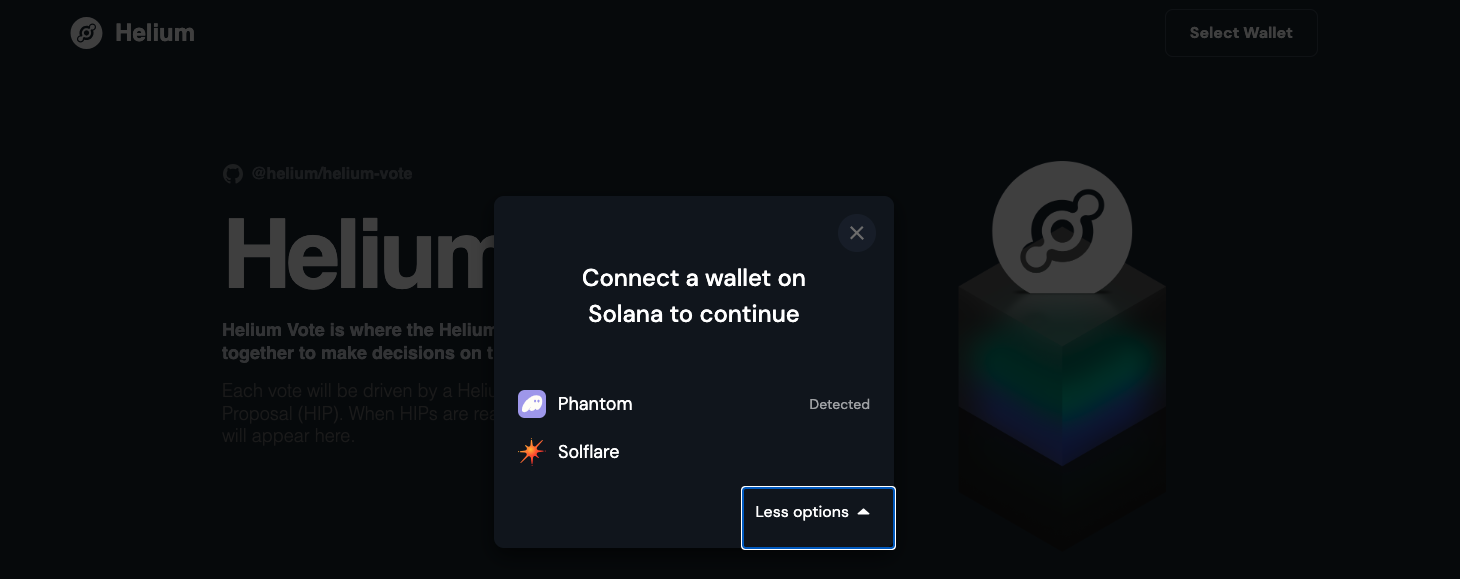 Helium
Select Wallet
@helium/helium-vote
Helium
Helium Vote is where the Helium
together to make decisions on t
Each vote will be driven by a Heliu
Proposal (HIP). When HIPs are rea
will appear here.
Connect a wallet on
Solana to continue
Phantom
Detected
Solflare
Less options